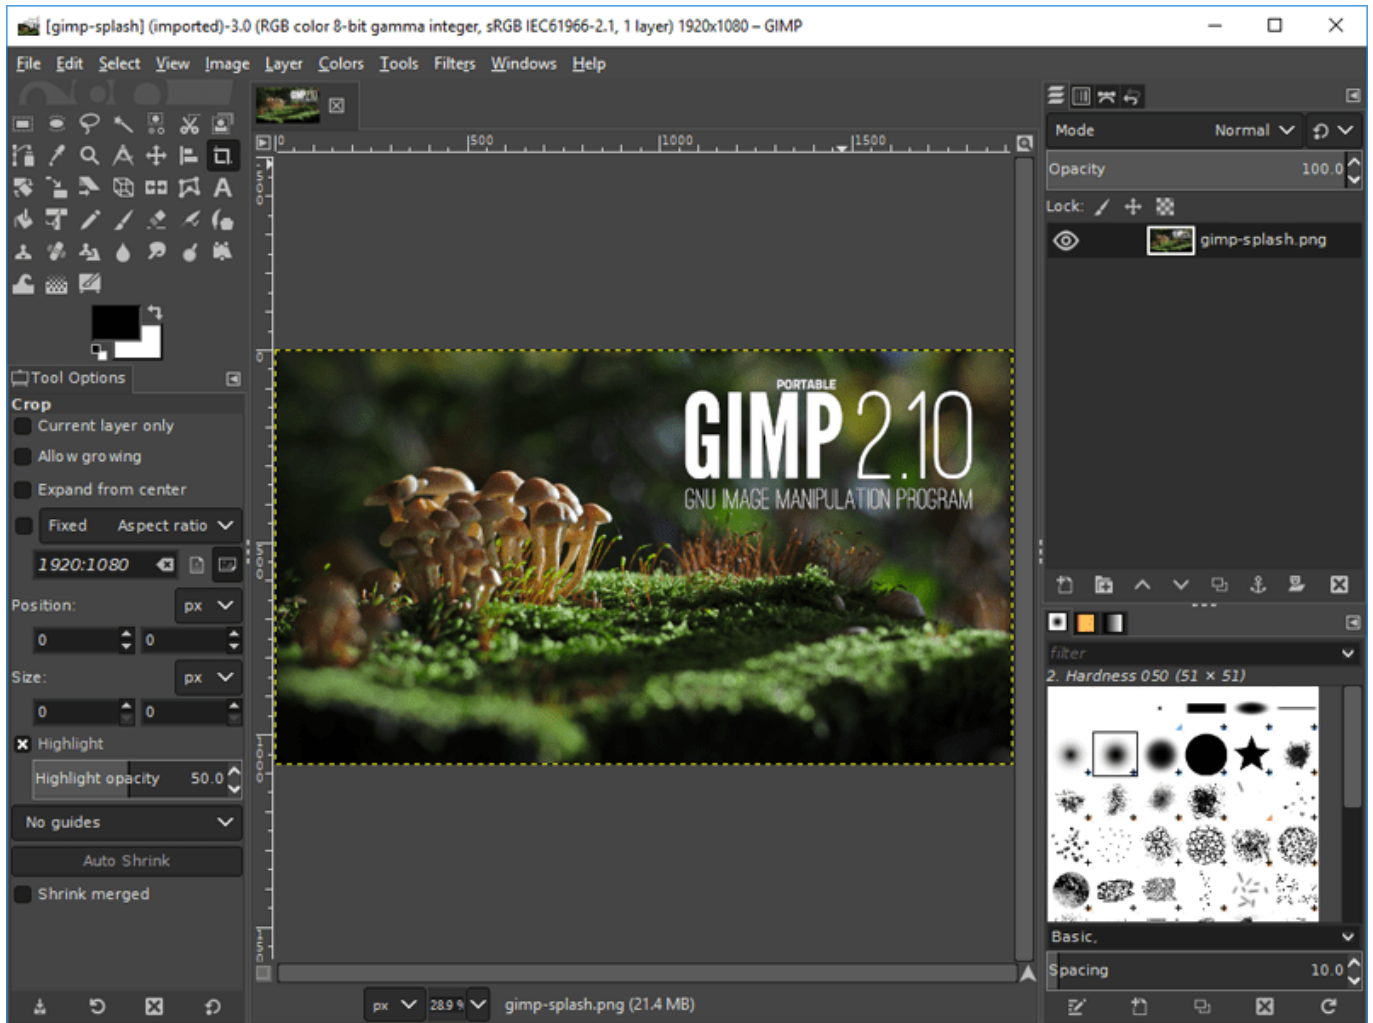 [gimp-splash] (imported)-3.0 (RGB color 8-bit gamma integer, sRGB IEC61966-2.1, 1 layer) 1920x1080 – GIMP
File Edit Select View Image Layer Colors Tools Filters Windows Help
0 500 1000 1500
Tool Options
Crop
Current layer only
Allow growing
Expand from center
Fixed Aspect ratio
1920:1080
Position: px
0 0
Size: px
0 0
Highlight
Highlight opacity 50.0
No guides
Auto Shrink
Shrink merged
500
0
500
1000
150
PORTABLE
GIMP 2.10
GNU IMAGE MANIPULATION PROGRAM
px 28.9 % gimp-splash.png (21.4 MB)
Mode Normal
Opacity 100.0
Lock:
gimp-splash.png
filter
2. Hardness 050 (51 × 51)
Basic,
Spacing 10.0